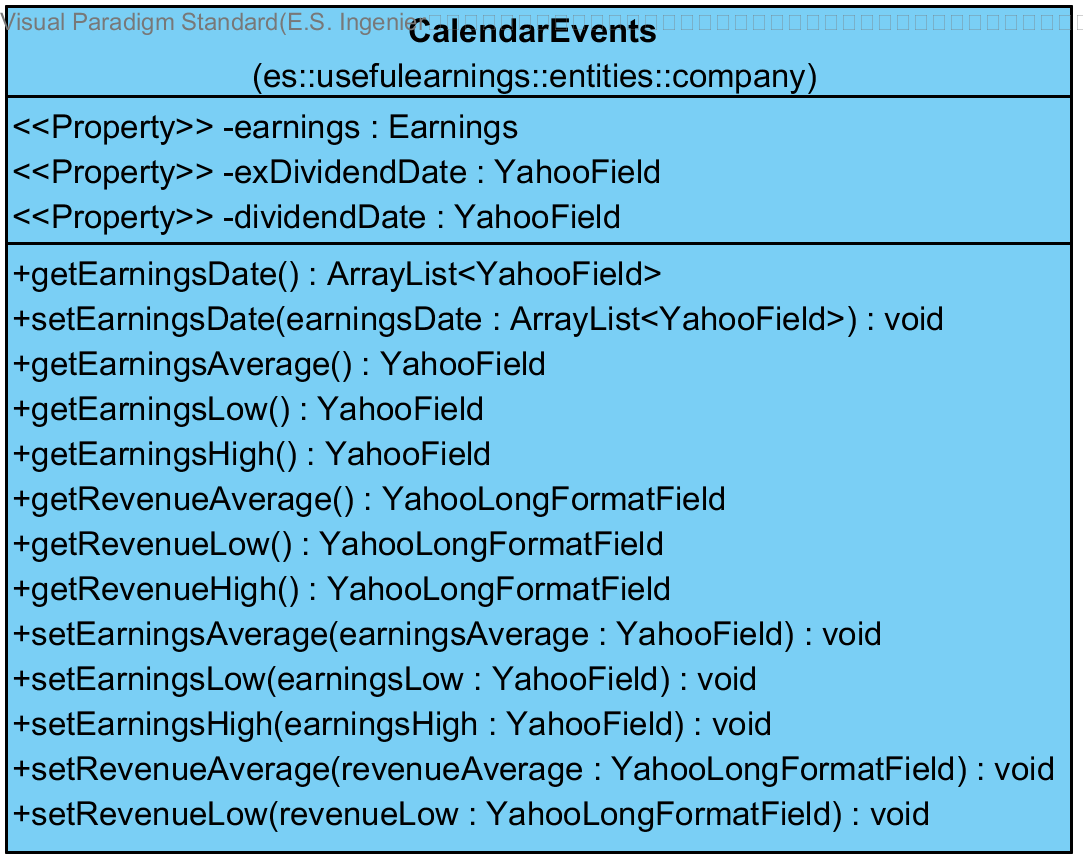 Visual Paradigm Standard(E.S. Ingenier
CalendarEvents
(es::usefulearnings::entities::company)
<<Property>> -earnings : Earnings
<<Property>> -exDividendDate : YahooField
<<Property>> -dividendDate : YahooField
+getEarningsDate() : ArrayList<YahooField>
+setEarningsDate(earningsDate : ArrayList<YahooField>) : void
+getEarningsAverage() : YahooField
+getEarningsLow() : YahooField
+getEarningsHigh() : YahooField
+getRevenueAverage() : YahooLongFormatField
+getRevenueLow() : YahooLongFormatField
+getRevenueHigh() : YahooLongFormatField
+setEarningsAverage(earningsAverage : YahooField) : void
+setEarningsLow(earningsLow : YahooField) : void
+setEarningsHigh(earningsHigh : YahooField) : void
+setRevenueAverage(revenueAverage : YahooLongFormatField) : void
+setRevenueLow(revenueLow : YahooLongFormatField) : void